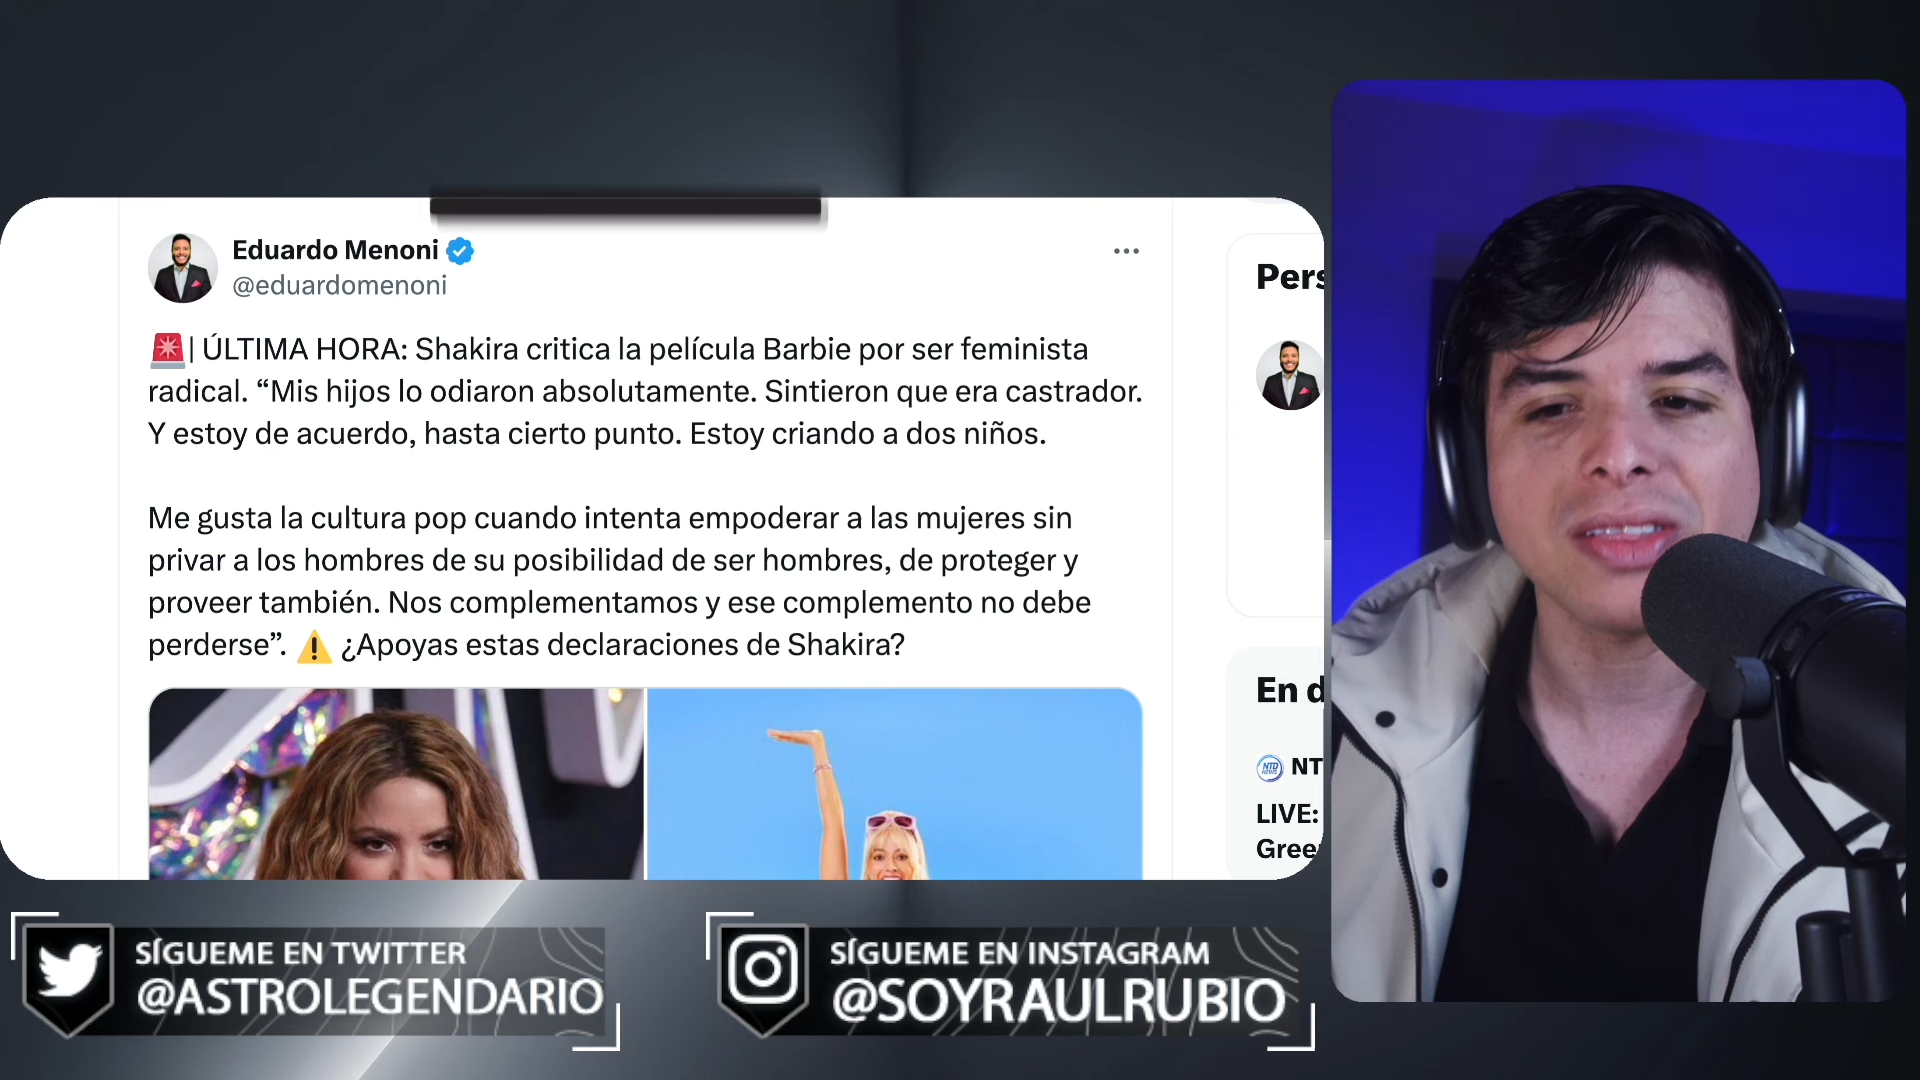 Eduardo Menoni
@eduardomenoni
🚨| ÚLTIMA HORA: Shakira critica la película Barbie por ser feminista
radical. “Mis hijos lo odiaron absolutamente. Sintieron que era castrador.
Y estoy de acuerdo, hasta cierto punto. Estoy criando a dos niños.
Me gusta la cultura pop cuando intenta empoderar a las mujeres sin
privar a los hombres de su posibilidad de ser hombres, de proteger y
proveer también. Nos complementamos y ese complemento no debe
perderse”. ⚠️ ¿Apoyas estas declaraciones de Shakira?
Pers
En d
NTD
NEWS
NT
LIVE:
Gree
SÍGUEME EN TWITTER
@ASTROLEGENDARIO
SÍGUEME EN INSTAGRAM
@SOYRAULRUBIO